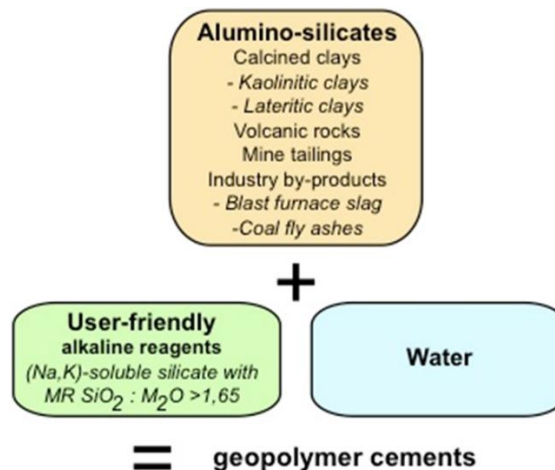 Alumino-silicates
Calcined clays
- Kaolinitic clays
- Lateritic clays
Volcanic rocks
Mine tailings
Industry by-products
- Blast furnace slag
-Coal fly ashes
+
User-friendly
alkaline reagents
(Na,K)-soluble silicate with
MR SiO₂ : M₂O >1,65
Water
= geopolymer cements